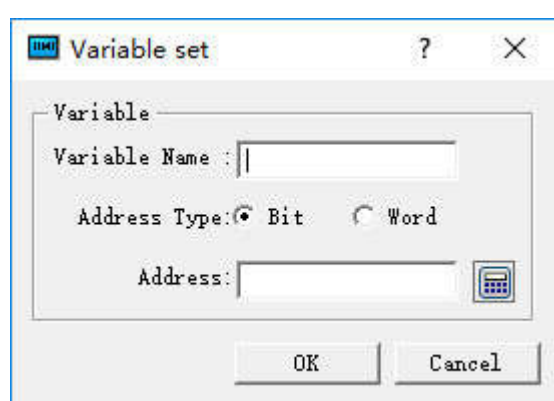 Variable set ?
Variable
Variable Name :
Address Type: Bit Word
Address:
OK Cancel